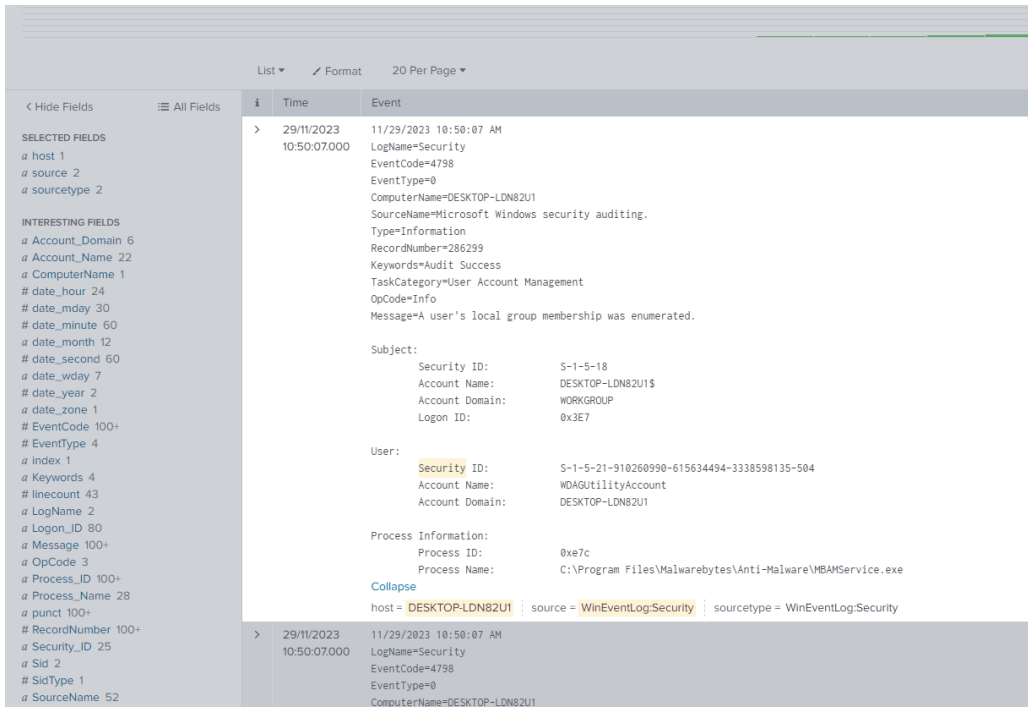 List ▾ Format 20 Per Page ▾
< Hide Fields All Fields
i Time Event
SELECTED FIELDS
a host 1
a source 2
a sourcetype 2
INTERESTING FIELDS
a Account_Domain 6
a Account_Name 22
a ComputerName 1
# date_hour 24
# date_mday 30
# date_minute 60
a date_month 12
# date_second 60
a date_wday 7
# date_year 2
a date_zone 1
# EventCode 100+
# EventType 4
a index 1
a Keywords 4
# linecount 43
a LogName 2
a Logon_ID 80
a Message 100+
a OpCode 3
a Process_ID 100+
a Process_Name 28
a punct 100+
# RecordNumber 100+
a Security_ID 25
a Sid 2
# SidType 1
a SourceName 52
> 29/11/2023 10:50:07.000
11/29/2023 10:50:07 AM
LogName=Security
EventCode=4798
EventType=0
ComputerName=DESKTOP-LDN82U1
SourceName=Microsoft Windows security auditing.
Type=Information
RecordNumber=286299
Keywords=Audit Success
TaskCategory=User Account Management
OpCode=Info
Message=A user's local group membership was enumerated.
Subject:
Security ID: S-1-5-18
Account Name: DESKTOP-LDN82U1$
Account Domain: WORKGROUP
Logon ID: 0x3E7
User:
Security ID: S-1-5-21-910260990-615634494-3338598135-504
Account Name: WDAGUtilityAccount
Account Domain: DESKTOP-LDN82U1
Process Information:
Process ID: 0xe7c
Process Name: C:\Program Files\Malwarebytes\Anti-Malware\MBAMService.exe
Collapse
host = DESKTOP-LDN82U1 source = WinEventLog:Security sourcetype = WinEventLog:Security
> 29/11/2023 10:50:07.000
11/29/2023 10:50:07 AM
LogName=Security
EventCode=4798
EventType=0
ComputerName=DESKTOP-LDN82U1